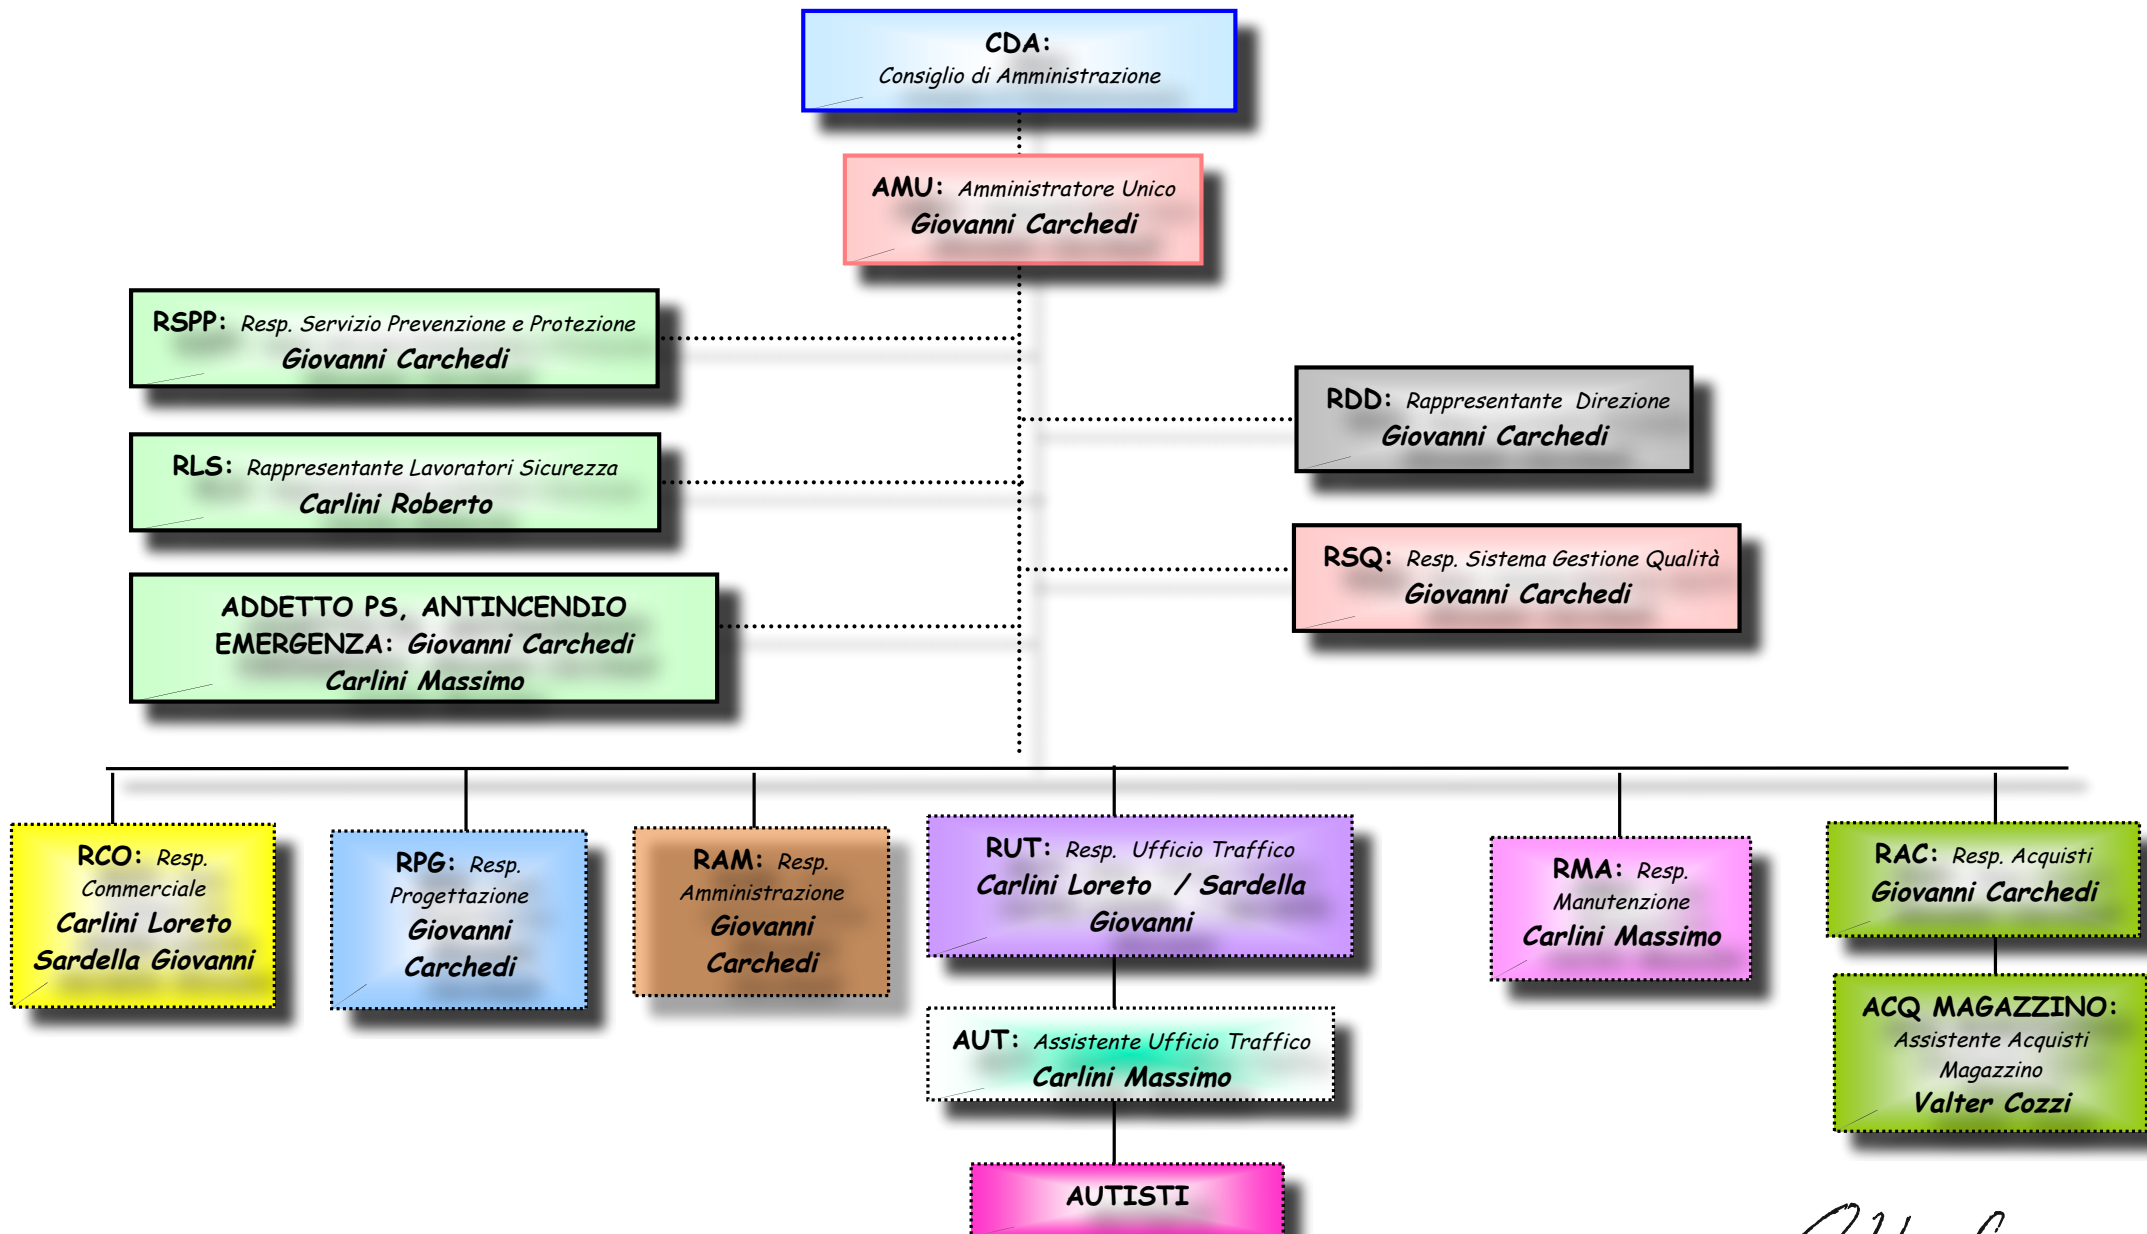 CDA:
Consiglio di Amministrazione
AMU: Amministratore Unico
Giovanni Carchedi
RSPP: Resp. Servizio Prevenzione e Protezione
Giovanni Carchedi
RDD: Rappresentante  Direzione
Giovanni Carchedi
RLS: Rappresentante Lavoratori Sicurezza
Carlini Roberto
RSQ: Resp. Sistema Gestione Qualità
Giovanni Carchedi
ADDETTO PS, ANTINCENDIO
EMERGENZA: Giovanni Carchedi
Carlini Massimo
RCO: Resp.
Commerciale
Carlini Loreto
Sardella Giovanni
RPG: Resp.
Progettazione
Giovanni
Carchedi
RAM: Resp.
Amministrazione
Giovanni
Carchedi
RUT: Resp. Ufficio Traffico
Carlini Loreto / Sardella
Giovanni
AUT: Assistente Ufficio Traffico
Carlini Massimo
AUTISTI
RMA: Resp.
Manutenzione
Carlini Massimo
RAC: Resp. Acquisti
Giovanni Carchedi
ACQ MAGAZZINO:
Assistente Acquisti
Magazzino
Valter Cozzi